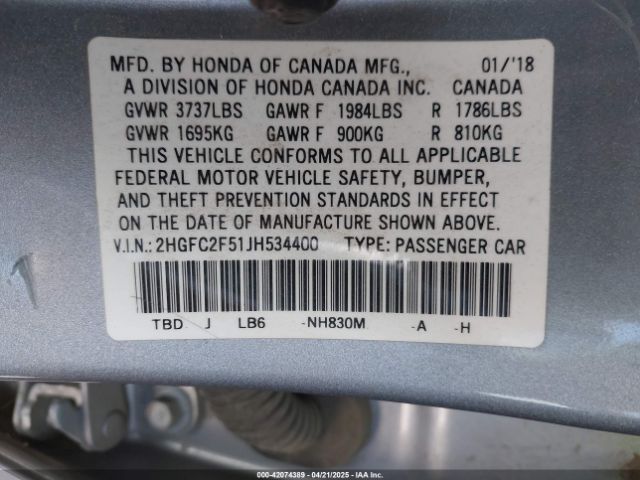 MFD. BY HONDA OF CANADA MFG., 01/'18
A DIVISION OF HONDA CANADA INC. CANADA
GVWR 3737LBS GAWR F 1984LBS R 1786LBS
GVWR 1695KG GAWR F 900KG R 810KG
THIS VEHICLE CONFORMS TO ALL APPLICABLE
FEDERAL MOTOR VEHICLE SAFETY, BUMPER,
AND THEFT PREVENTION STANDARDS IN EFFECT
ON THE DATE OF MANUFACTURE SHOWN ABOVE.
V.I.N.: 2HGFC2F51JH534400 TYPE: PASSENGER CAR
TBD J LB6 -NH830M -A -H
000-42074389 - 04/21/2025 - IAA Inc.